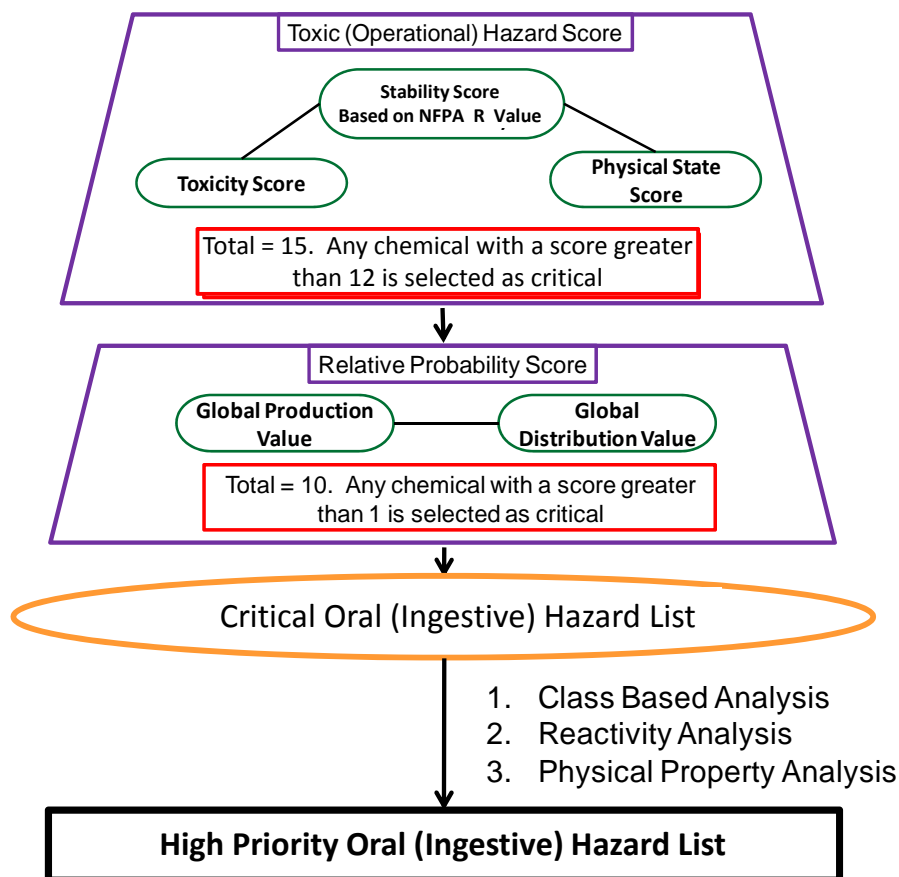 Toxic (Operational) Hazard Score
Stability Score
Based on NFPA R Value
Toxicity Score
Physical State
Score
Total = 15. Any chemical with a score greater
than 12 is selected as critical
Relative Probability Score
Global Production
Value
Global
Distribution Value
Total = 10. Any chemical with a score greater
than 1 is selected as critical
Critical Oral (Ingestive) Hazard List
1. Class Based Analysis
2. Reactivity Analysis
3. Physical Property Analysis
High Priority Oral (Ingestive) Hazard List